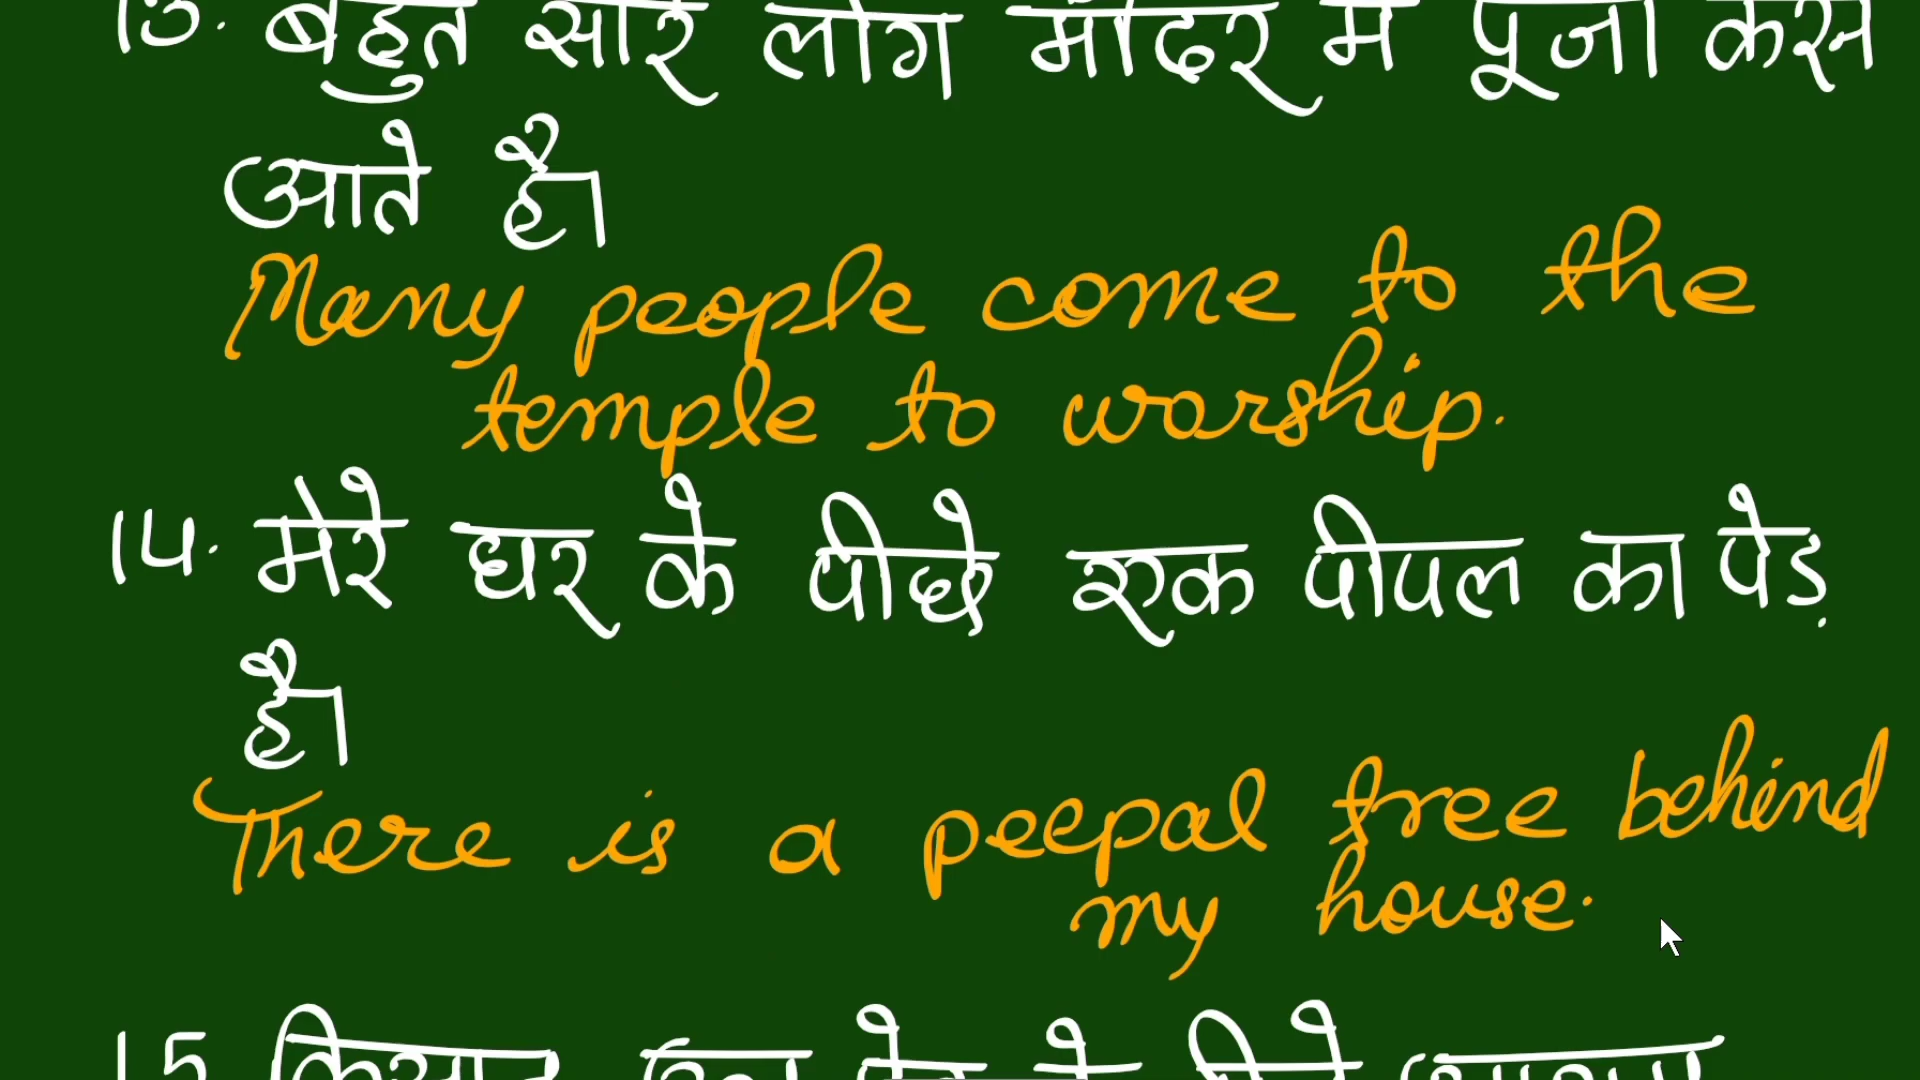 13. बहुत सारे लोग मंदिर में पूजा करने
आते है।
Many people come to the
temple to worship.
14. मेरे घर के पीछे एक पीपल का पेड़
है।
There is a peepal tree behind
my house.
15. किसान